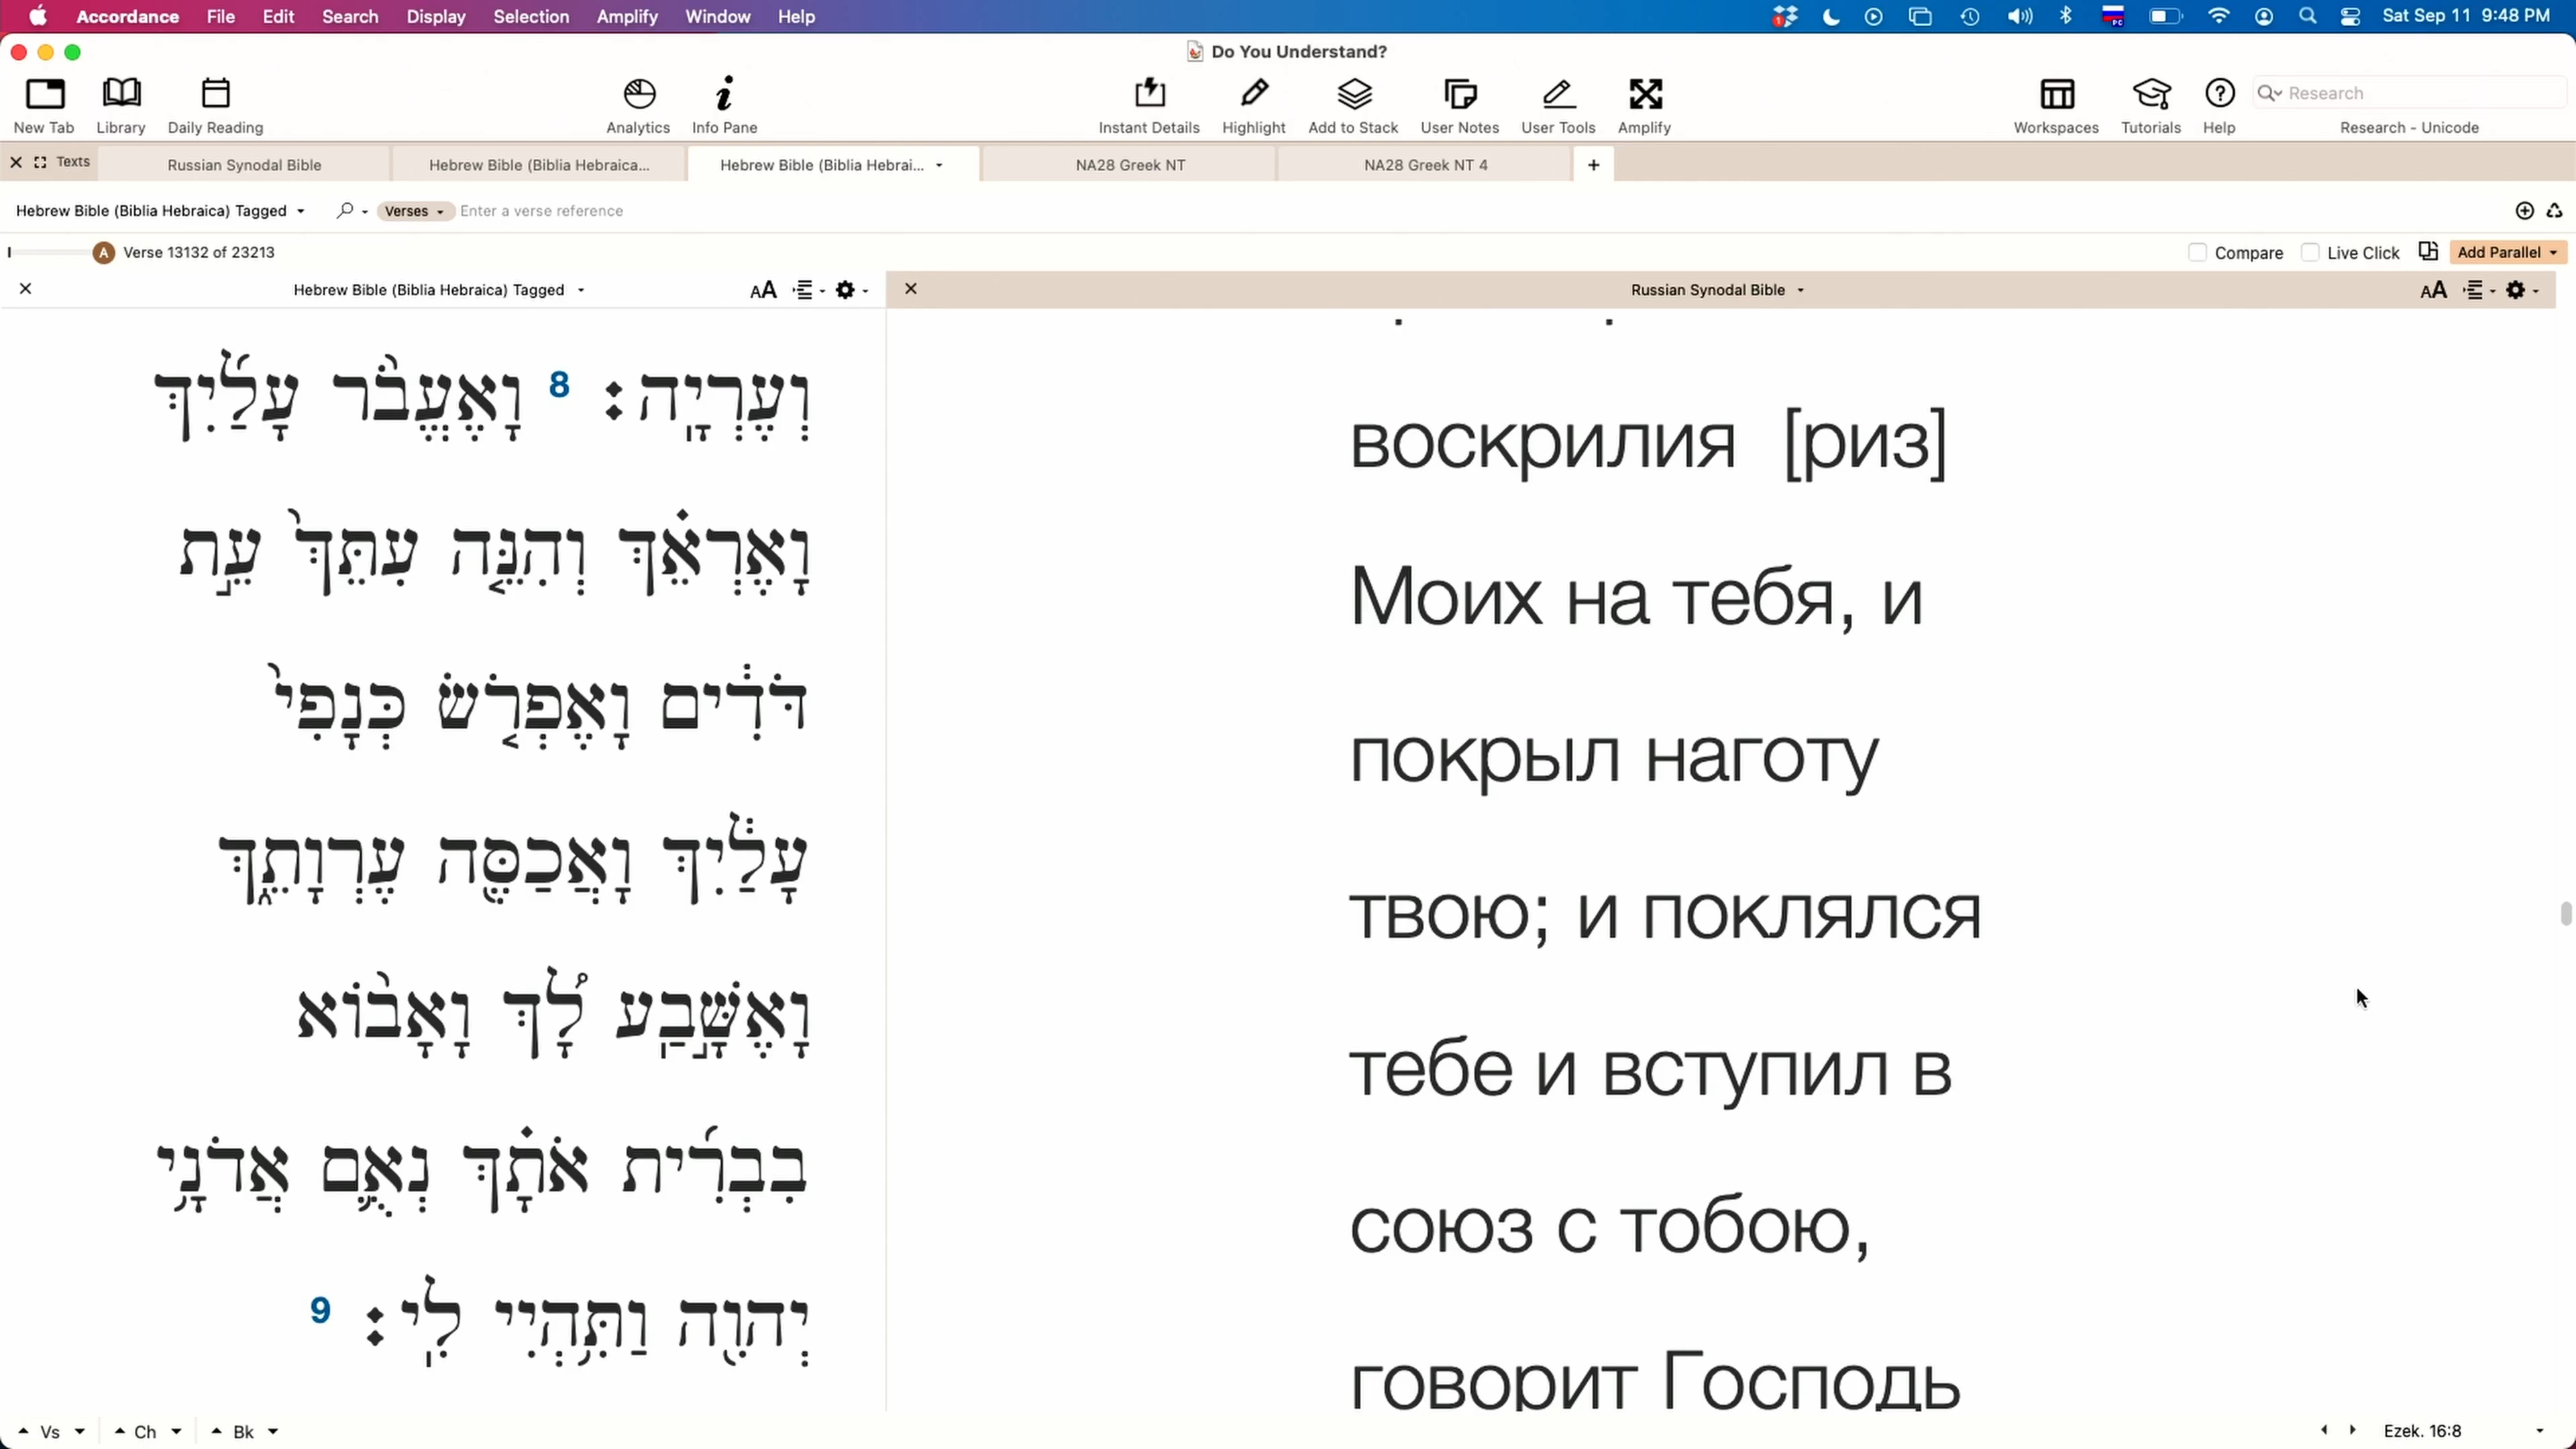 Accordance File Edit Search Display Selection Amplify Window Help
Sat Sep 11 9:48 PM
Do You Understand?
New Tab Library Daily Reading Analytics Info Pane Instant Details Highlight Add to Stack User Notes User Tools Amplify Workspaces Tutorials Help Research
Research - Unicode
Texts Russian Synodal Bible Hebrew Bible (Biblia Hebraica... Hebrew Bible (Biblia Hebrai... NA28 Greek NT NA28 Greek NT 4 +
Hebrew Bible (Biblia Hebraica) Tagged Verses Enter a verse reference
A Verse 13132 of 23213 Compare Live Click Add Parallel
Hebrew Bible (Biblia Hebraica) Tagged
וְעֶרְיָֽה׃ 8 וָאֶעֱבֹ֨ר עָלַ֜יִךְ
וָאֶרְאֵ֗ךְ וְהִנֵּ֤ה עִתֵּךְ֙ עֵ֣ת
דֹּדִ֔ים וָאֶפְרֹ֤שׂ כְּנָפִי֙
עָלַ֔יִךְ וָאֲכַסֶּ֖ה עֶרְוָתֵ֑ךְ
וָאֶשָּׁ֣בַֽע לָ֠ךְ וָאָב֨וֹא
בִבְרִ֜ית אֹתָ֗ךְ נְאֻ֛ם אֲדֹנָ֥י
יְהוִ֖ה וַתִּ֥הְיִי לִֽי׃ 9
Russian Synodal Bible
воскрилия [риз]
Моих на тебя, и
покрыл наготу
твою; и поклялся
тебе и вступил в
союз с тобою,
говорит Господь
Vs Ch Bk
Ezek. 16:8